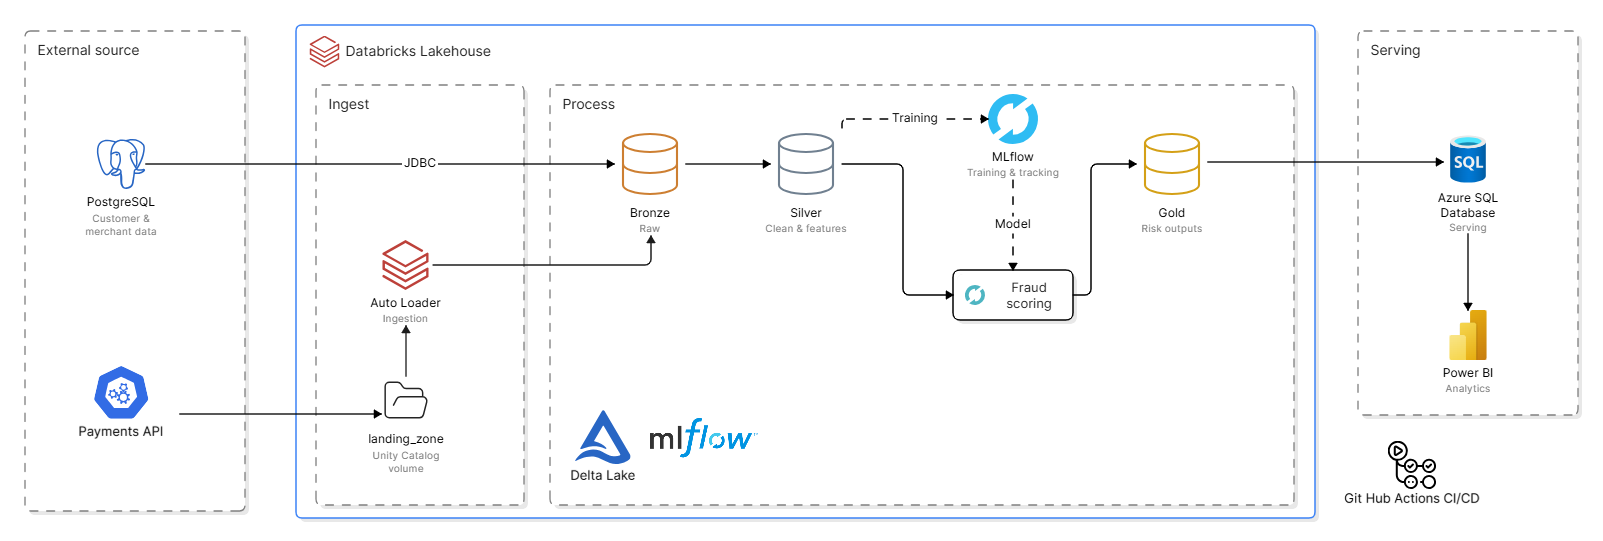 External source
PostgreSQL
Customer &
merchant data
Payments API
Databricks Lakehouse
Ingest
JDBC
Auto Loader
Ingestion
landing_zone
Unity Catalog
volume
Process
Bronze
Raw
Silver
Clean & features
Training
MLflow
Training & tracking
Model
Fraud
scoring
Gold
Risk outputs
Delta Lake
mlflow
Serving
SQL
Azure SQL
Database
Serving
Power BI
Analytics
Git Hub Actions CI/CD